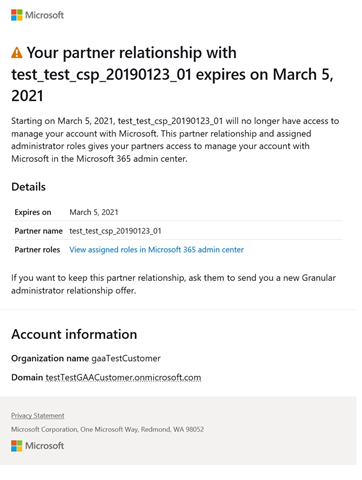 Microsoft
Your partner relationship with
test_test_csp_20190123_01 expires on March 5,
2021
Starting on March 5, 2021, test_test_csp_20190123_01 will no longer have access to
manage your account with Microsoft. This partner relationship and assigned
administrator roles gives your partners access to manage your account with
Microsoft in the Microsoft 365 admin center.
Details
Expires on March 5, 2021
Partner name test_test_csp_20190123_01
Partner roles View assigned roles in Microsoft 365 admin center
If you want to keep this partner relationship, ask them to send you a new Granular
administrator relationship offer.
Account information
Organization name gaaTestCustomer
Domain testTestGAACustomer.onmicrosoft.com
Privacy Statement
Microsoft Corporation, One Microsoft Way, Redmond, WA 98052
Microsoft